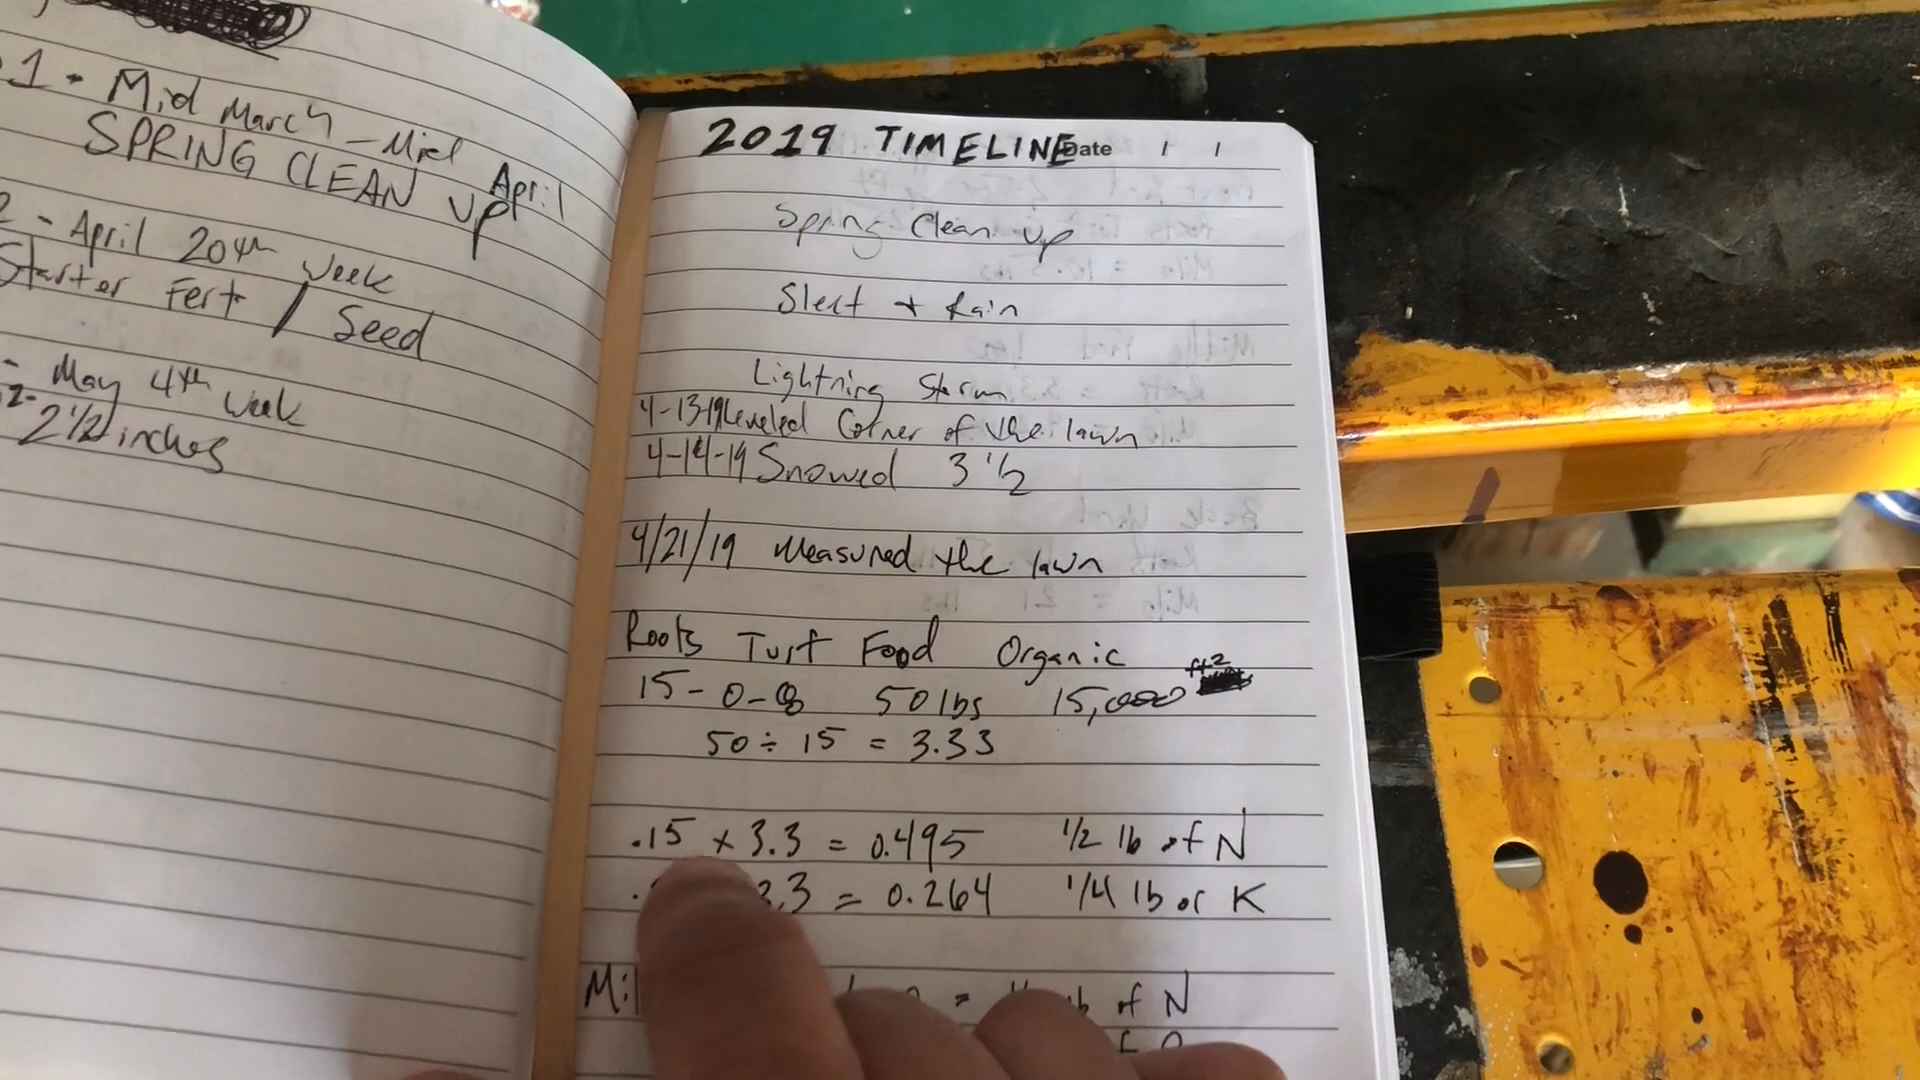 1 - Mid March - Mid April
SPRING CLEAN UP
2 - April 20th Week
Starter Fert / Seed
- May 4th week
2-
2 1/2 inches
2019 TIMELINE Date / /
Spring Clean up
Sleet + Rain
Lightning Storm
4-13-19 leveled Corner of the lawn
4-14-19 Snowed 3 1/2
4/21/19 Measured the lawn
Roots Turf Food Organic
15-0-8 50 lbs 15,000 ft2
50 ÷ 15 = 3.33
.15 x 3.3 = 0.495 1/2 lb of N
3.3 = 0.264 1/4 lb of K
= lb of N